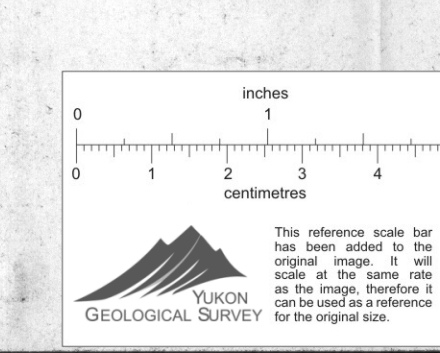 inches
0 1
0 1 2 3 4
centimetres
YUKON
GEOLOGICAL SURVEY
This reference scale bar
has been added to the
original image. It will
scale at the same rate
as the image, therefore it
can be used as a reference
for the original size.